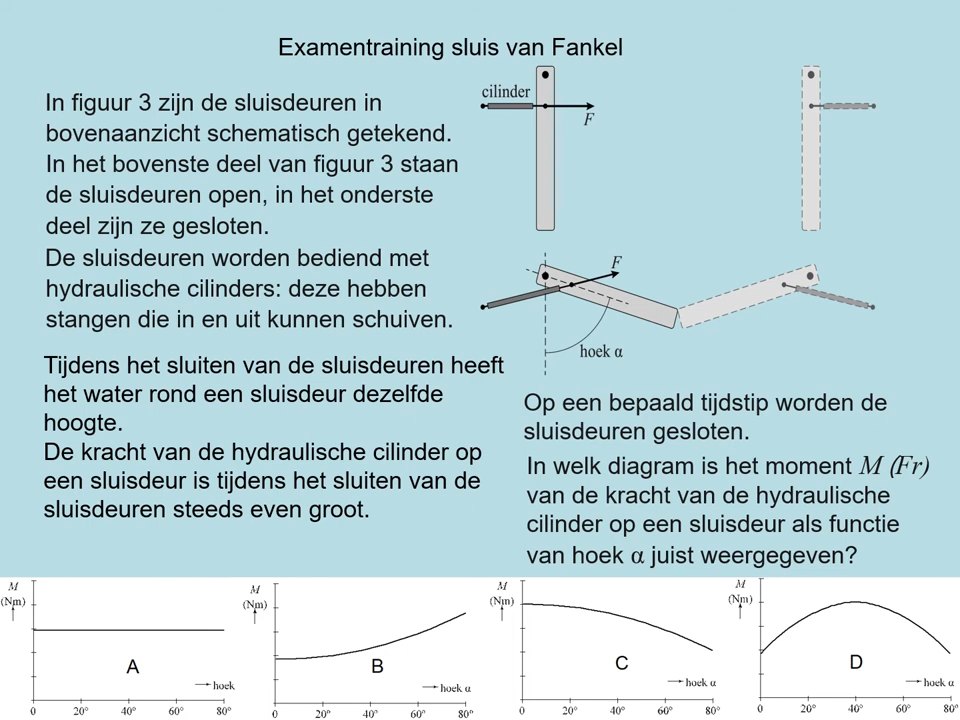 Examentraining sluis van Fankel
In figuur 3 zijn de sluisdeuren in
bovenaanzicht schematisch getekend.
In het bovenste deel van figuur 3 staan
de sluisdeuren open, in het onderste
deel zijn ze gesloten.
De sluisdeuren worden bediend met
hydraulische cilinders: deze hebben
stangen die in en uit kunnen schuiven.
Tijdens het sluiten van de sluisdeuren heeft
het water rond een sluisdeur dezelfde
hoogte.
De kracht van de hydraulische cilinder op
een sluisdeur is tijdens het sluiten van de
sluisdeuren steeds even groot.
cilinder
F
F
hoek α
Op een bepaald tijdstip worden de
sluisdeuren gesloten.
In welk diagram is het moment M (Fr)
van de kracht van de hydraulische
cilinder op een sluisdeur als functie
van hoek α juist weergegeven?
M
(Nm)
A
hoek
0 20° 40° 60° 80°
M
(Nm)
B
hoek α
0 20° 40° 60° 80°
M
(Nm)
C
hoek α
0 20° 40° 60° 80°
M
(Nm)
D
hoek α
0 20° 40° 60° 80°